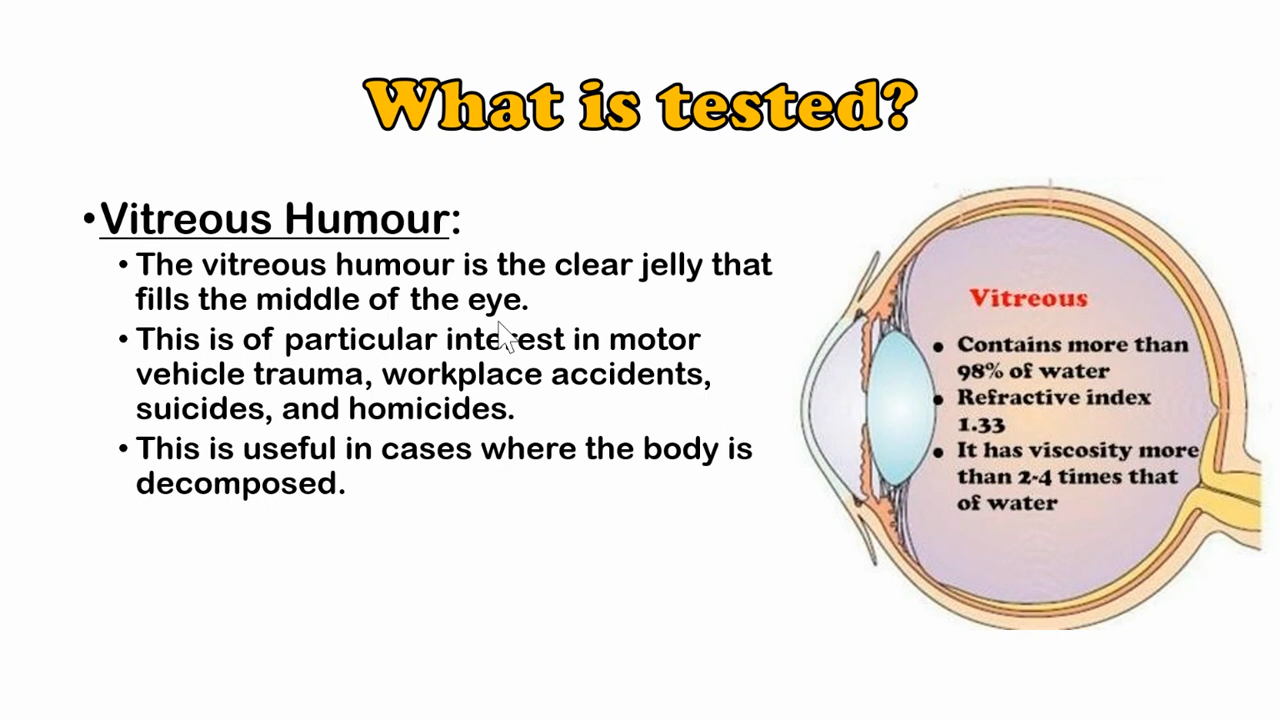 What is tested?
•Vitreous Humour:
• The vitreous humour is the clear jelly that
fills the middle of the eye.
• This is of particular interest in motor
vehicle trauma, workplace accidents,
suicides, and homicides.
• This is useful in cases where the body is
decomposed.
Vitreous
• Contains more than
98% of water
• Refractive index
1.33
• It has viscosity more
than 2-4 times that
of water